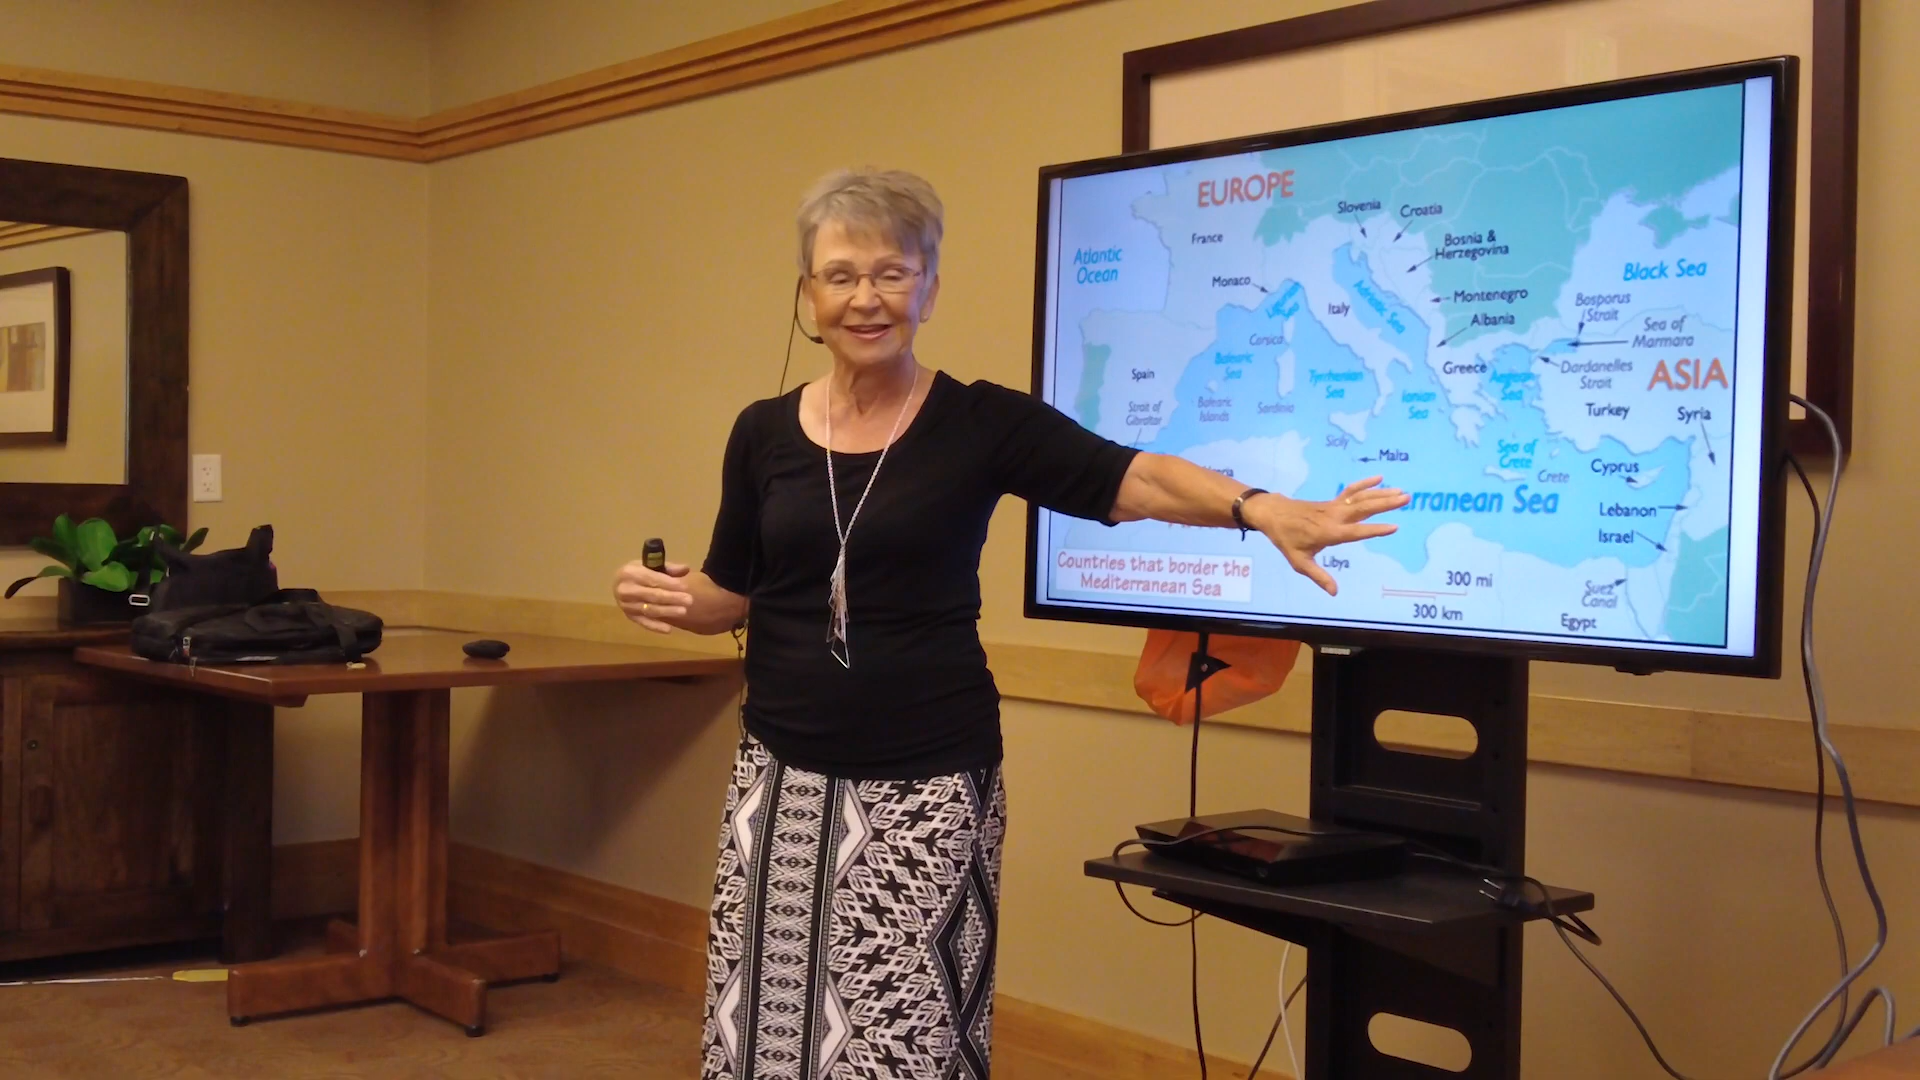 EUROPE
Slovenia
Croatia
France
Bosnia &
Herzegovina
Atlantic
Ocean
Black Sea
Monaco
Italy
Adriatic Sea
Montenegro
Bosporus
Strait
Albania
Sea of
Marmara
Corsica
Spain
Balearic
Sea
Tyrrhenian
Sea
Greece
Aegean
Sea
Dardanelles
Strait
ASIA
Strait of
Gibraltar
Balearic
Islands
Sardinia
Ionian
Sea
Turkey
Syria
Sicily
Malta
Sea of
Crete
Crete
Cyprus
Sea
Lebanon
Israel
Libya
Countries that border the
Mediterranean Sea
300 mi
300 km
Suez
Canal
Egypt